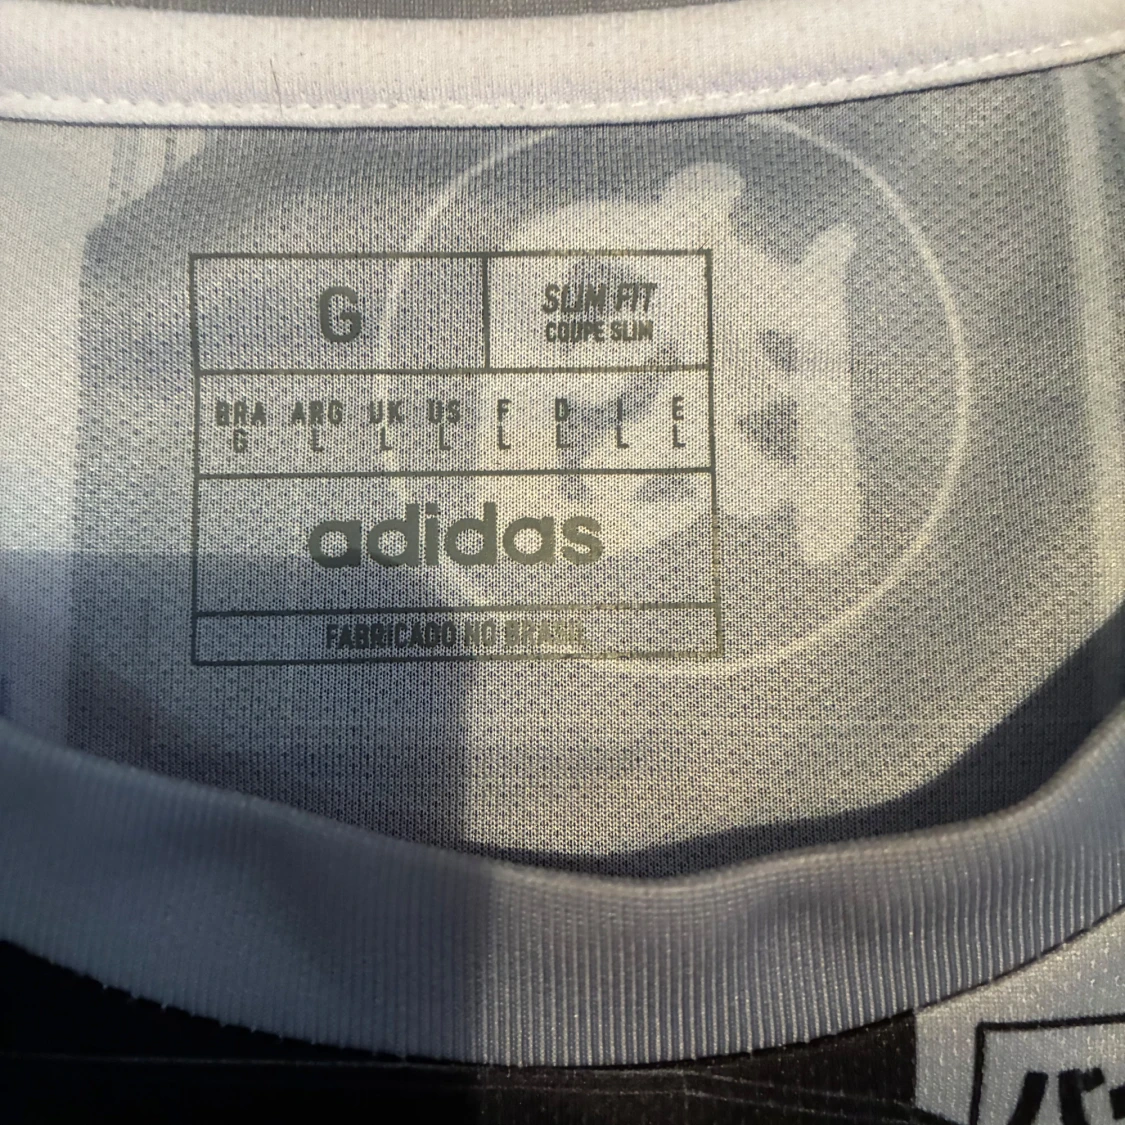 G
SLIM FIT
COUPE SLIM
BRA ARG UK US F D I E
G L L L L L L L
adidas
FABRICADO NO BRASIL